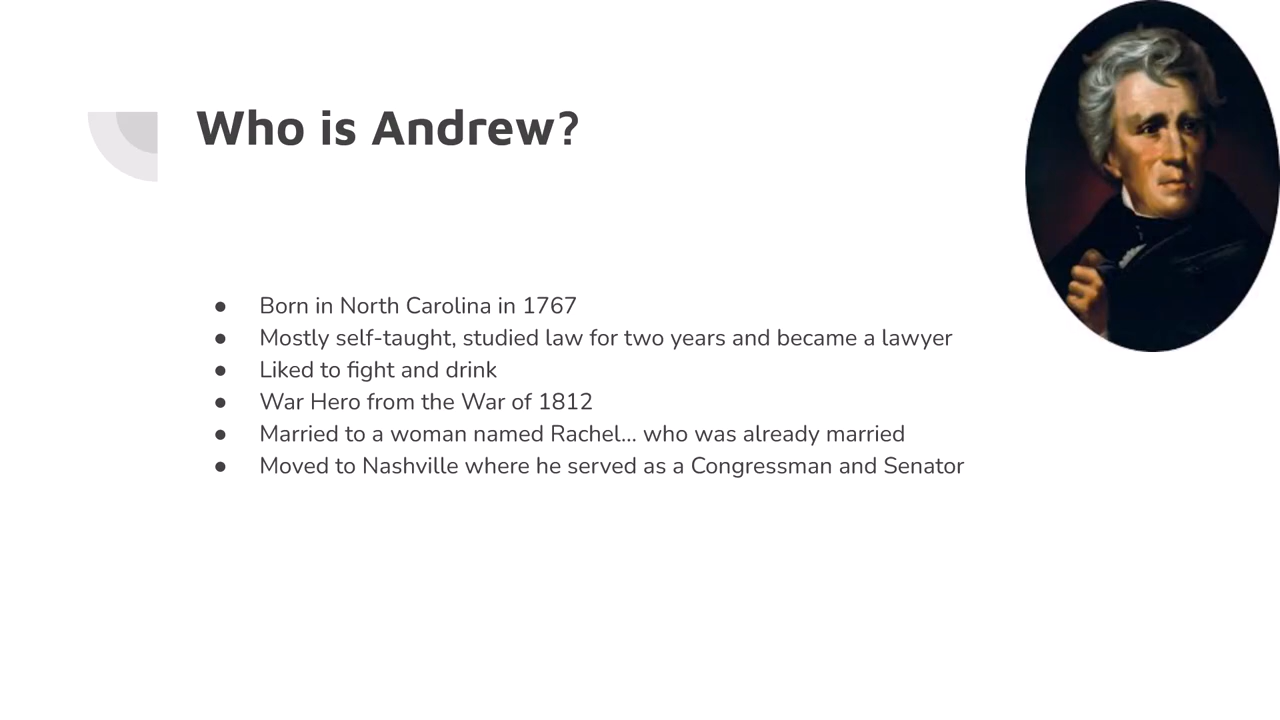 Who is Andrew?
● Born in North Carolina in 1767
● Mostly self-taught, studied law for two years and became a lawyer
● Liked to fight and drink
● War Hero from the War of 1812
● Married to a woman named Rachel... who was already married
● Moved to Nashville where he served as a Congressman and Senator